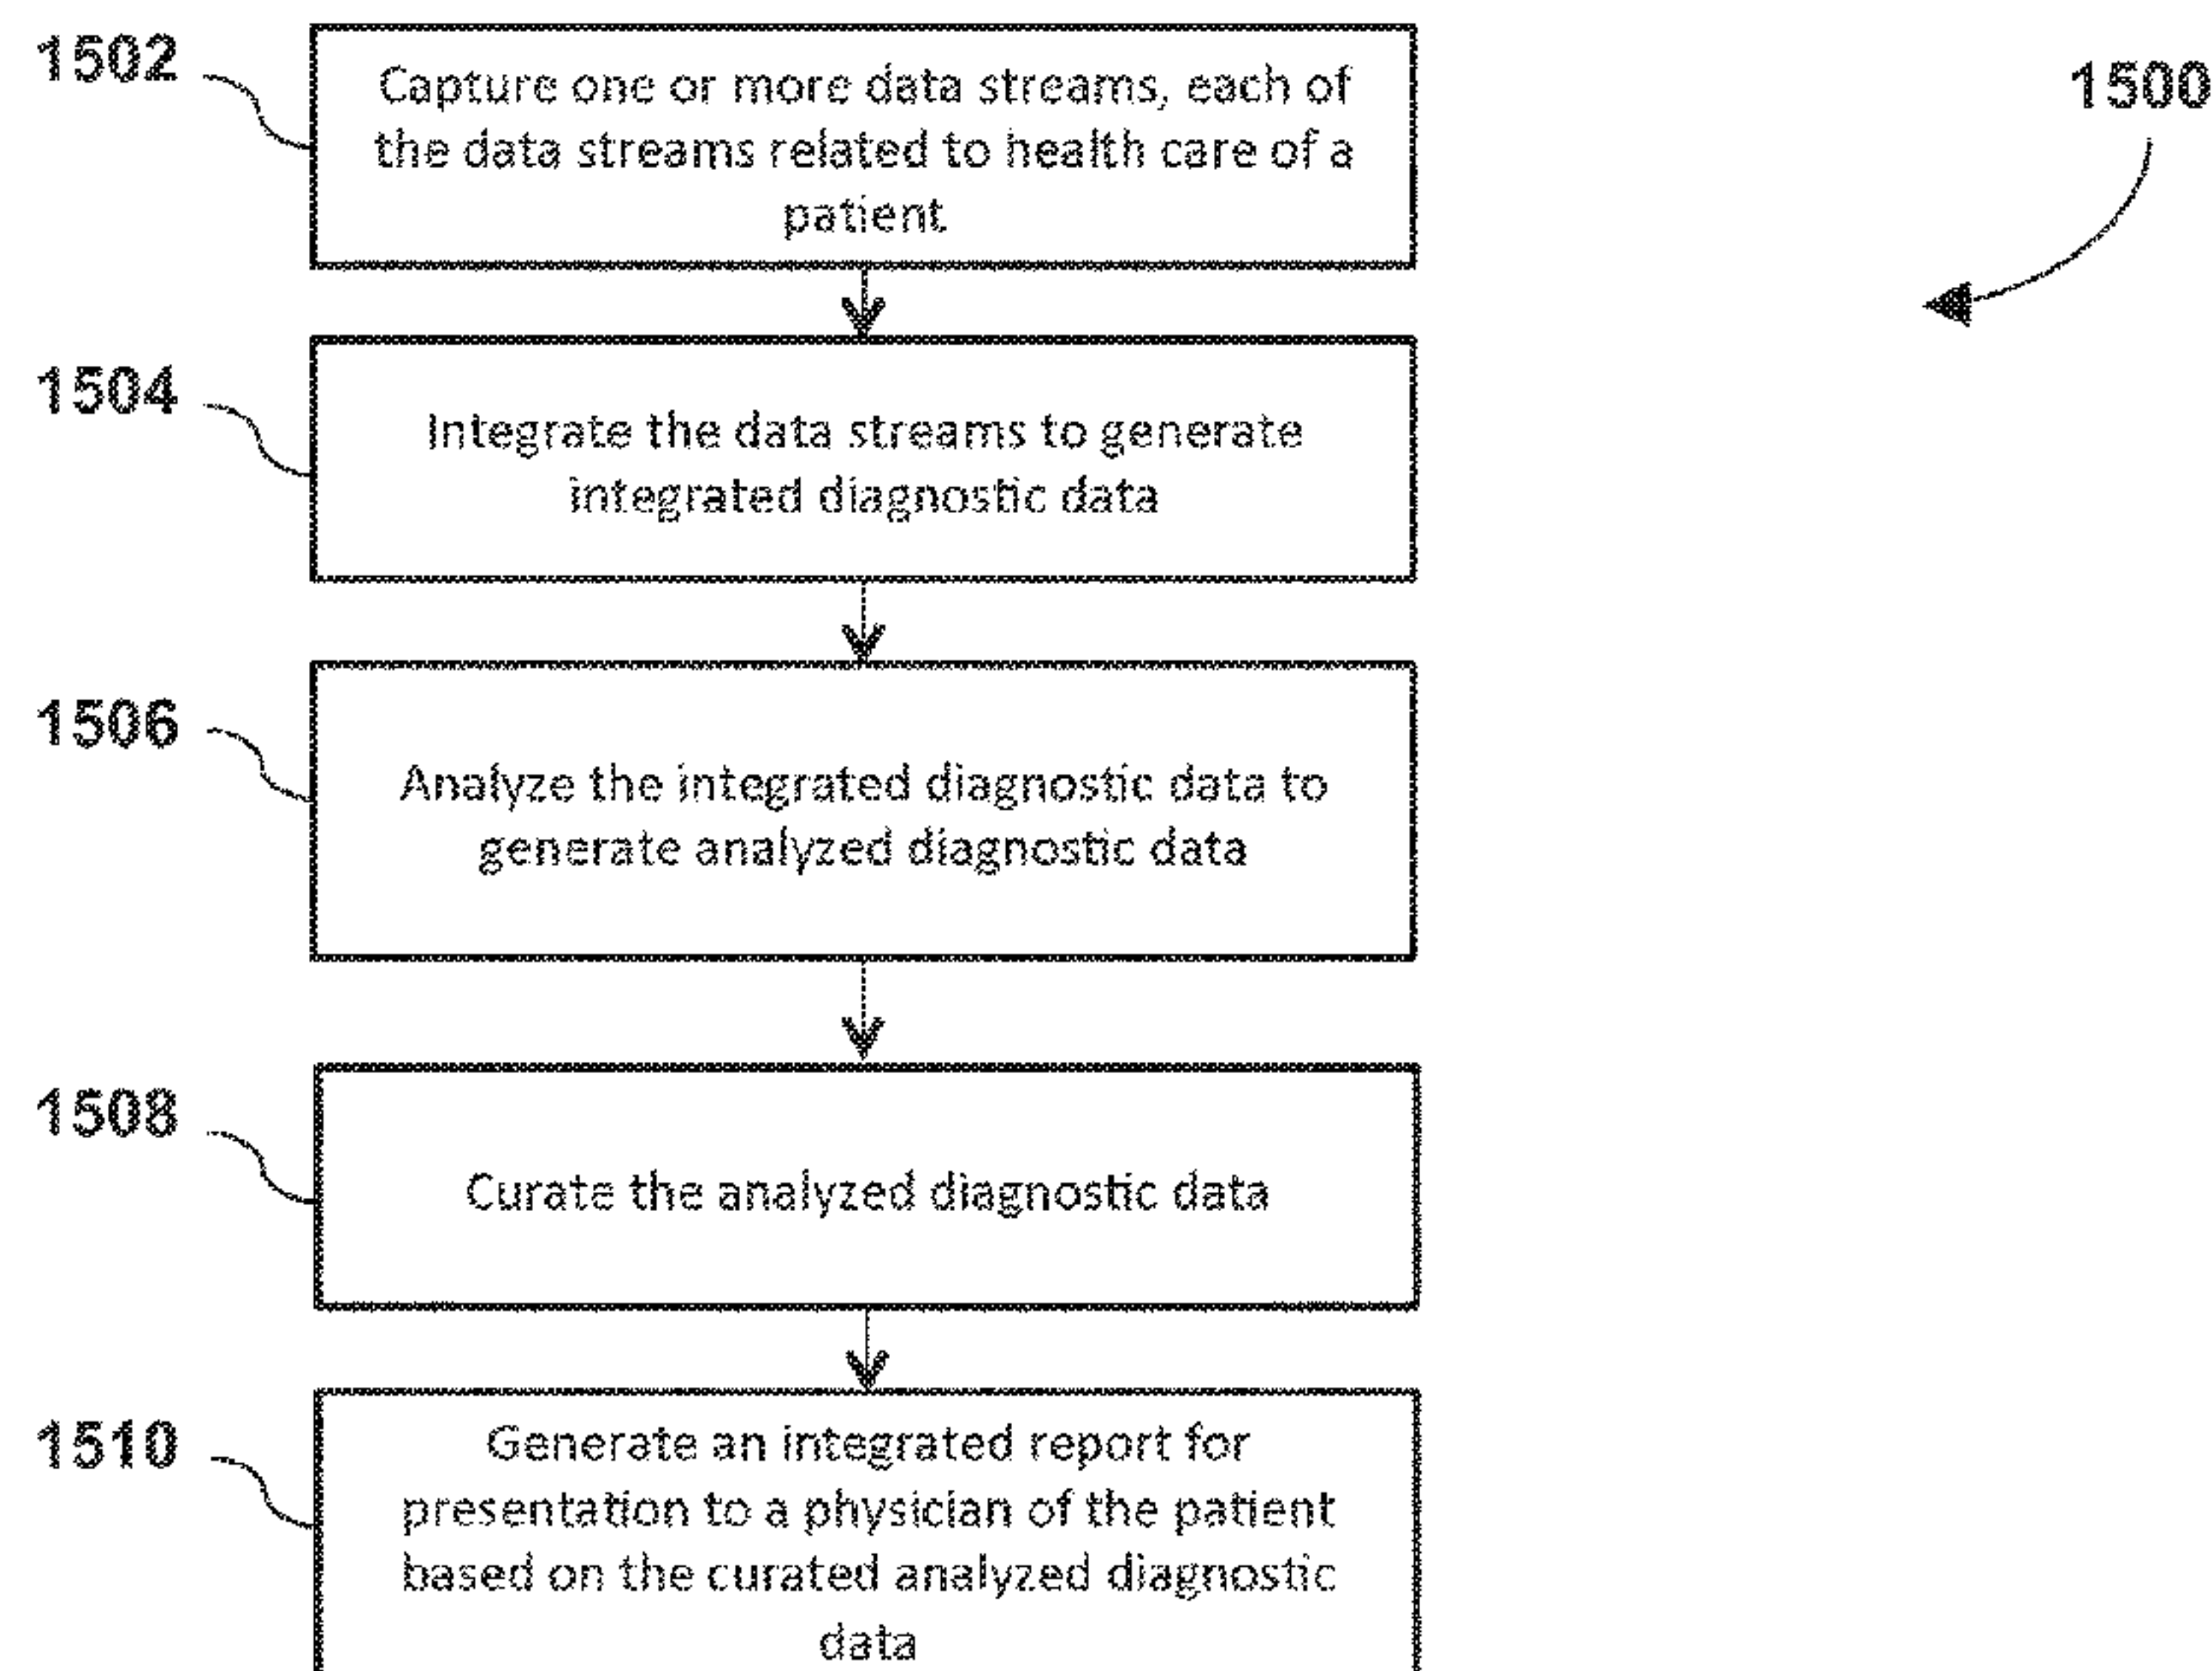 1502
Capture one or more data streams, each of
the data streams related to health care of a
patient
1500
1504
Integrate the data streams to generate
integrated diagnostic data
1506
Analyze the integrated diagnostic data to
generate analyzed diagnostic data
1508
Curate the analyzed diagnostic data
1510
Generate an integrated report for
presentation to a physician of the patient
based on the curated analyzed diagnostic
data